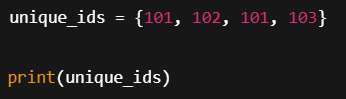 unique_ids = {101, 102, 101, 103}
print(unique_ids)